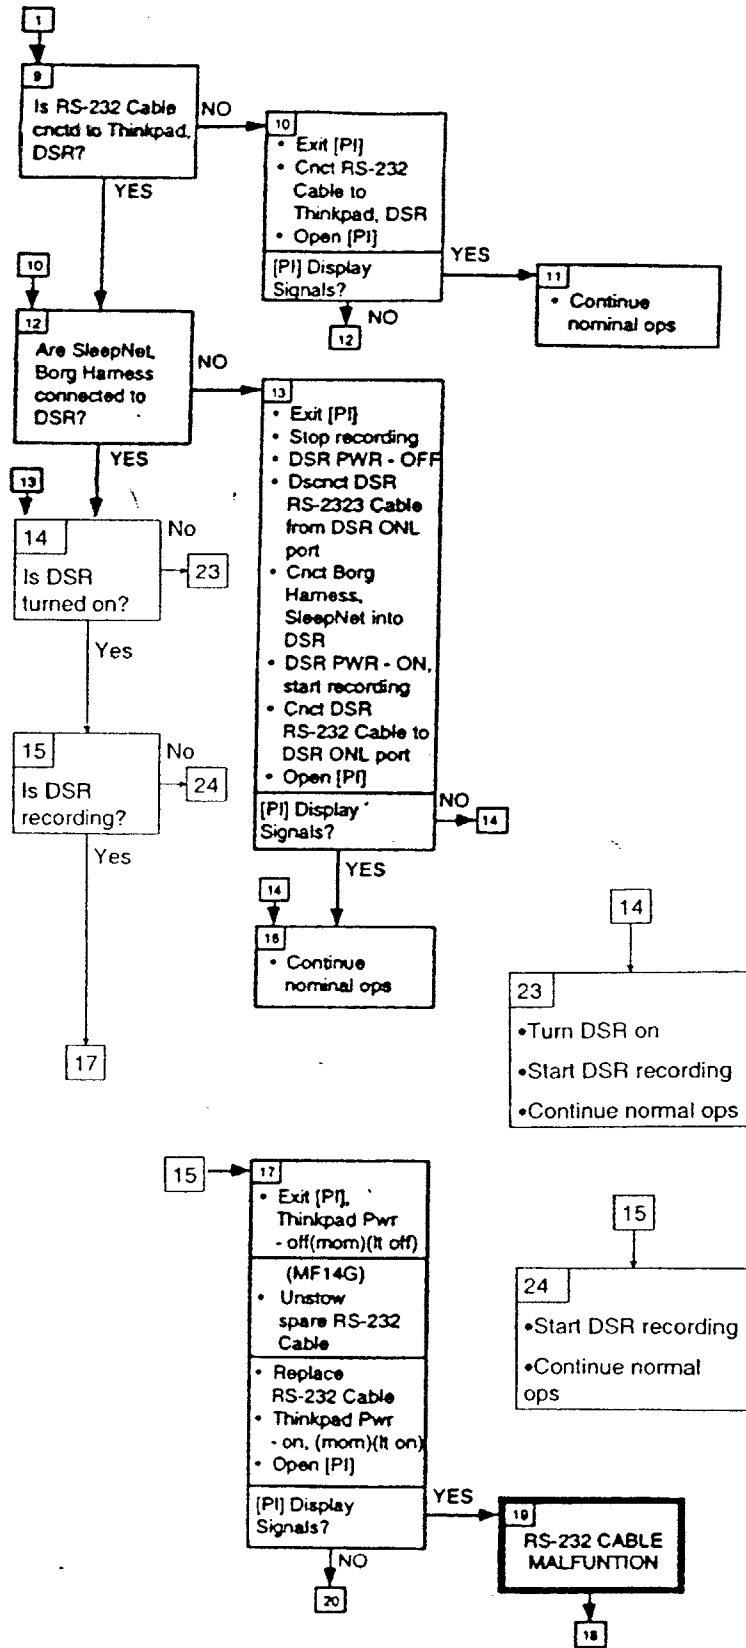 1
9
Is RS-232 Cable
cnctd to Thinkpad,
DSR?
NO
YES
10
• Exit [PI]
• Cnct RS-232
Cable to
Thinkpad, DSR
• Open [PI]
[PI] Display
Signals?
YES
NO
12
11
• Continue
nominal ops
10
12
Are SleepNet,
Borg Harness
connected to
DSR?
NO
YES
13
• Exit [PI]
• Stop recording
• DSR PWR - OFF
• Dscnct DSR
RS-2323 Cable
from DSR ONL
port
• Cnct Borg
Harness,
SleepNet into
DSR
• DSR PWR - ON,
start recording
• Cnct DSR
RS-232 Cable to
DSR ONL port
• Open [PI]
[PI] Display
Signals?
NO
14
YES
13
14
Is DSR
turned on?
No
23
Yes
15
Is DSR
recording?
No
24
Yes
17
14
16
• Continue
nominal ops
14
23
•Turn DSR on
•Start DSR recording
•Continue normal ops
15
17
• Exit [PI],
Thinkpad Pwr
- off(mom)(lt off)
(MF14G)
• Unstow
spare RS-232
Cable
• Replace
RS-232 Cable
• Thinkpad Pwr
- on, (mom)(lt on)
• Open [PI]
[PI] Display
Signals?
YES
NO
20
15
24
•Start DSR recording
•Continue normal
ops
19
RS-232 CABLE
MALFUNTION
18